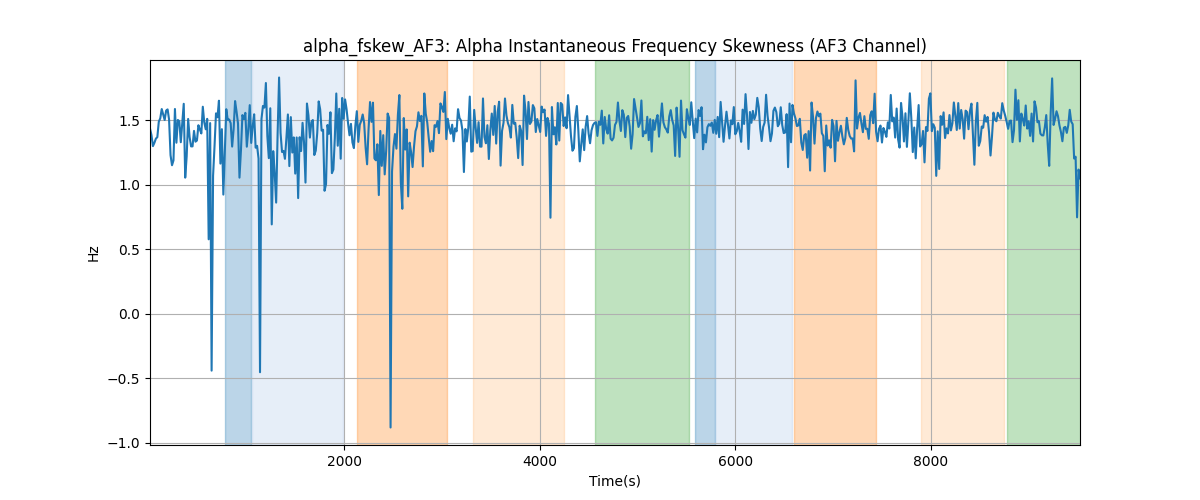 alpha_fskew_AF3: Alpha Instantaneous Frequency Skewness (AF3 Channel)
Hz
1.5
1.0
0.5
0.0
−0.5
−1.0
2000 4000 6000 8000
Time(s)